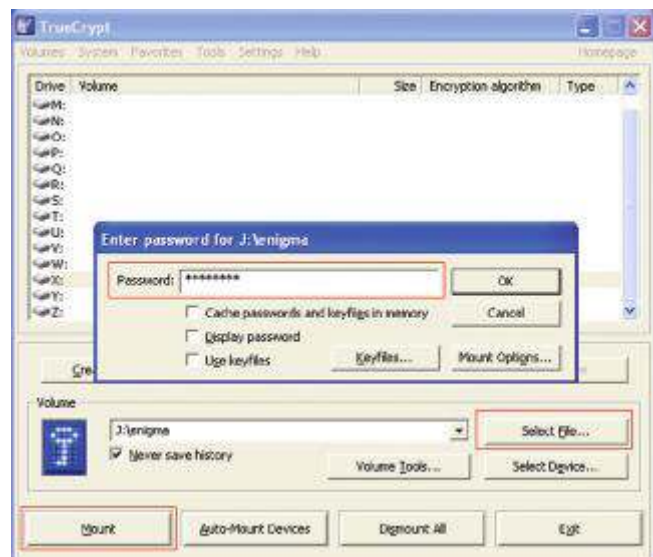 TrueCrypt
Volumes System Favorites Tools Settings Help Homepage
Drive Volume Size Encryption algorithm Type
M:
N:
O:
P:
Q:
R:
S:
T:
U:
V:
W:
X:
Y:
Z:
Enter password for J:\enigma
Password: ******** OK
Cache passwords and keyfiles in memory Cancel
Display password
Use keyfiles Keyfiles... Mount Options...
Cre
Volume
J:\enigma Select File...
Never save history
Volume Tools... Select Device...
Mount Auto-Mount Devices Dismount All Exit